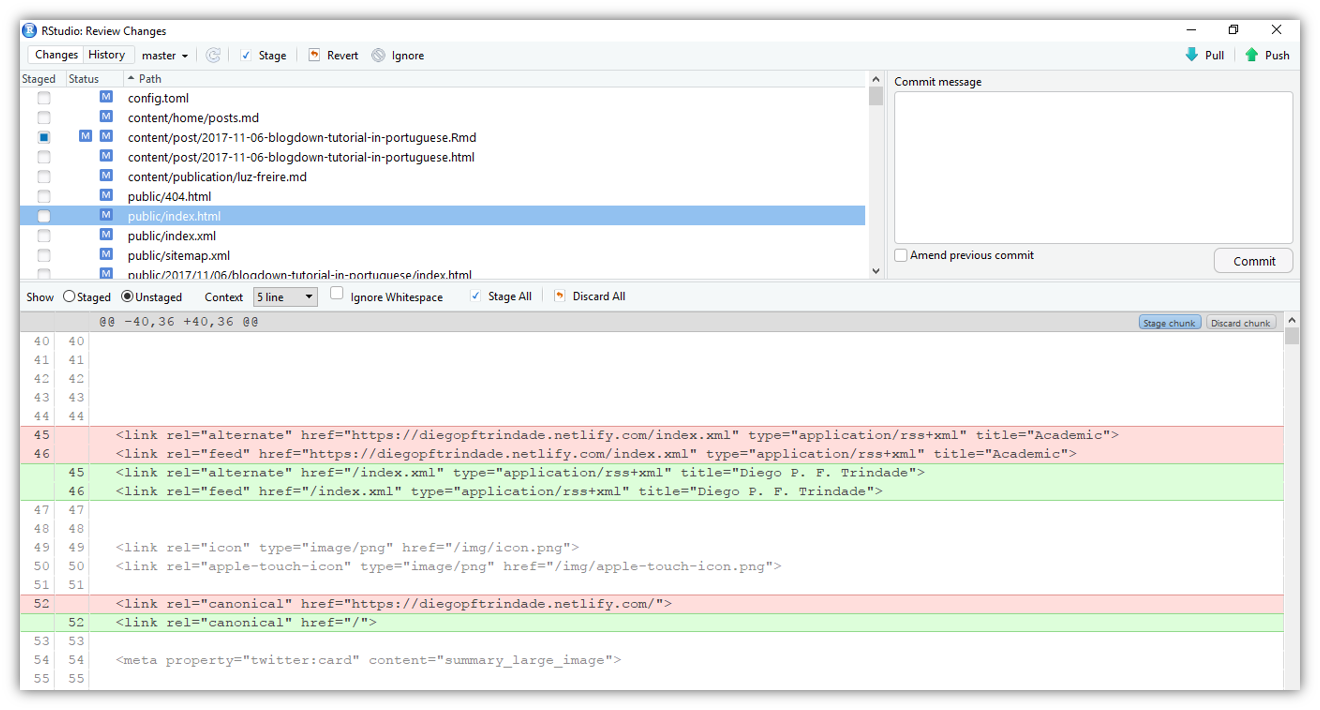 RStudio: Review Changes
Changes History master Stage Revert Ignore Pull Push
Staged Status Path
Commit message
M config.toml
M content/home/posts.md
M M content/post/2017-11-06-blogdown-tutorial-in-portuguese.Rmd
M content/post/2017-11-06-blogdown-tutorial-in-portuguese.html
M content/publication/luz-freire.md
M public/404.html
M public/index.html
M public/index.xml
M public/sitemap.xml
M public/2017/11/06/blogdown-tutorial-in-portuguese/index.html
Amend previous commit
Commit
Show Staged Unstaged Context 5 line Ignore Whitespace Stage All Discard All
@@ -40,36 +40,36 @@ Stage chunk Discard chunk
40 40
41 41
42 42
43 43
44 44
45 <link rel="alternate" href="https://diegopftrindade.netlify.com/index.xml" type="application/rss+xml" title="Academic">
46 <link rel="feed" href="https://diegopftrindade.netlify.com/index.xml" type="application/rss+xml" title="Academic">
45 <link rel="alternate" href="/index.xml" type="application/rss+xml" title="Diego P. F. Trindade">
46 <link rel="feed" href="/index.xml" type="application/rss+xml" title="Diego P. F. Trindade">
47 47
48 48
49 49 <link rel="icon" type="image/png" href="/img/icon.png">
50 50 <link rel="apple-touch-icon" type="image/png" href="/img/apple-touch-icon.png">
51 51
52 <link rel="canonical" href="https://diegopftrindade.netlify.com/">
52 <link rel="canonical" href="/">
53 53
54 54 <meta property="twitter:card" content="summary_large_image">
55 55